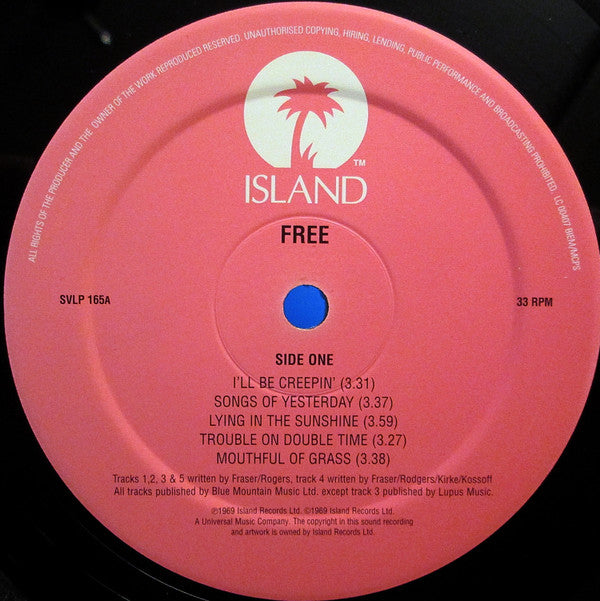 ALL RIGHTS OF THE PRODUCER AND THE OWNER OF THE WORK REPRODUCED RESERVED. UNAUTHORISED COPYING, HIRING, LENDING, PUBLIC PERFORMANCE AND BROADCASTING PROHIBITED. LC 00407 BIEM/MCPS
TM
ISLAND
FREE
SVLP 165A
33 RPM
SIDE ONE
I'LL BE CREEPIN' (3.31)
SONGS OF YESTERDAY (3.37)
LYING IN THE SUNSHINE (3.59)
TROUBLE ON DOUBLE TIME (3.27)
MOUTHFUL OF GRASS (3.38)
Tracks 1,2, 3 & 5 written by Fraser/Rogers, track 4 written by Fraser/Rodgers/Kirke/Kossoff
All tracks published by Blue Mountain Music Ltd. except track 3 published by Lupus Music.
℗1969 Island Records Ltd. ©1969 Island Records Ltd.
A Universal Music Company. The copyright in this sound recording
and artwork is owned by Island Records Ltd.